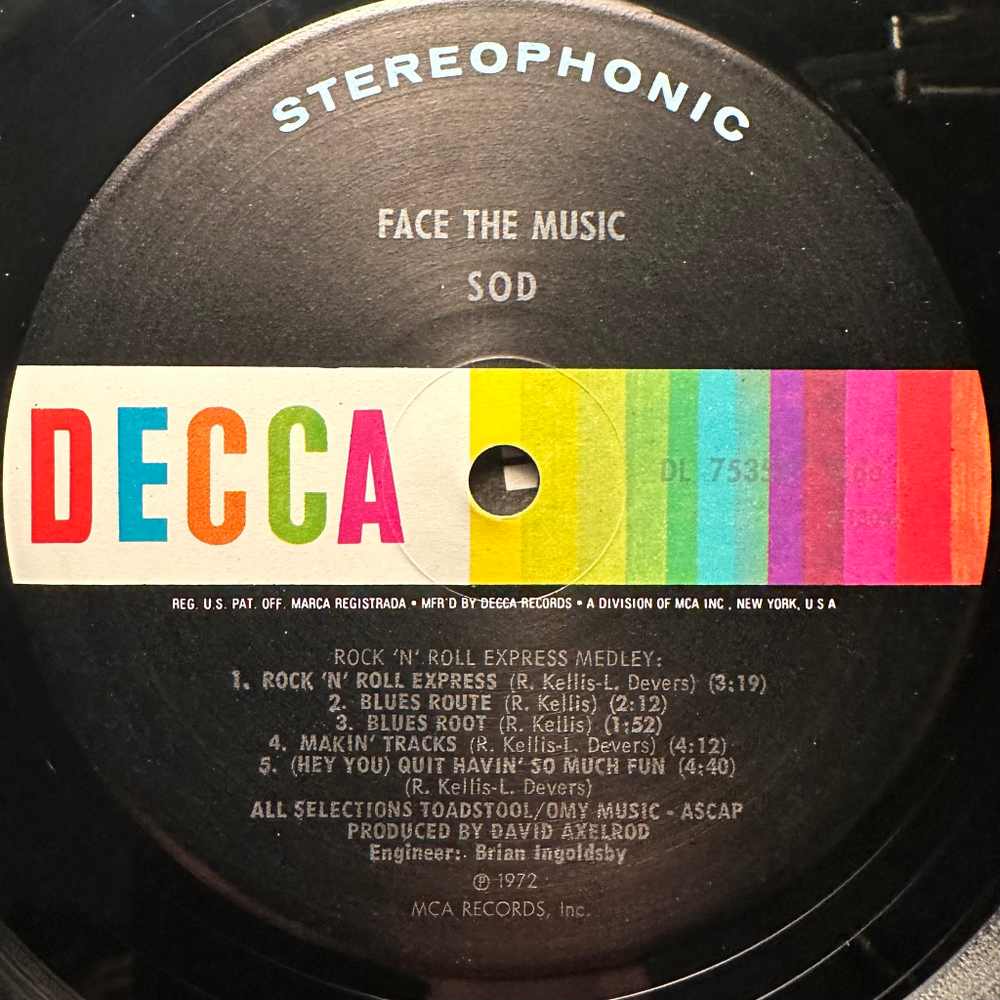 STEREOPHONIC
FACE THE MUSIC
SOD
DECCA
DL 7535
REG. U.S. PAT. OFF. MARCA REGISTRADA • MFR'D BY DECCA RECORDS • A DIVISION OF MCA INC., NEW YORK, U S A
ROCK 'N' ROLL EXPRESS MEDLEY:
1. ROCK 'N' ROLL EXPRESS (R. Kellis-L. Devers) (3:19)
2. BLUES ROUTE (R. Kellis) (2:12)
3. BLUES ROOT (R. Kellis) (1:52)
4. MAKIN' TRACKS (R. Kellis-L. Devers) (4:12)
5. (HEY YOU) QUIT HAVIN' SO MUCH FUN (4:40)
(R. Kellis-L. Devers)
ALL SELECTIONS TOADSTOOL/OMY MUSIC - ASCAP
PRODUCED BY DAVID AXELROD
Engineer: Brian Ingoldsby
℗ 1972
MCA RECORDS, Inc.